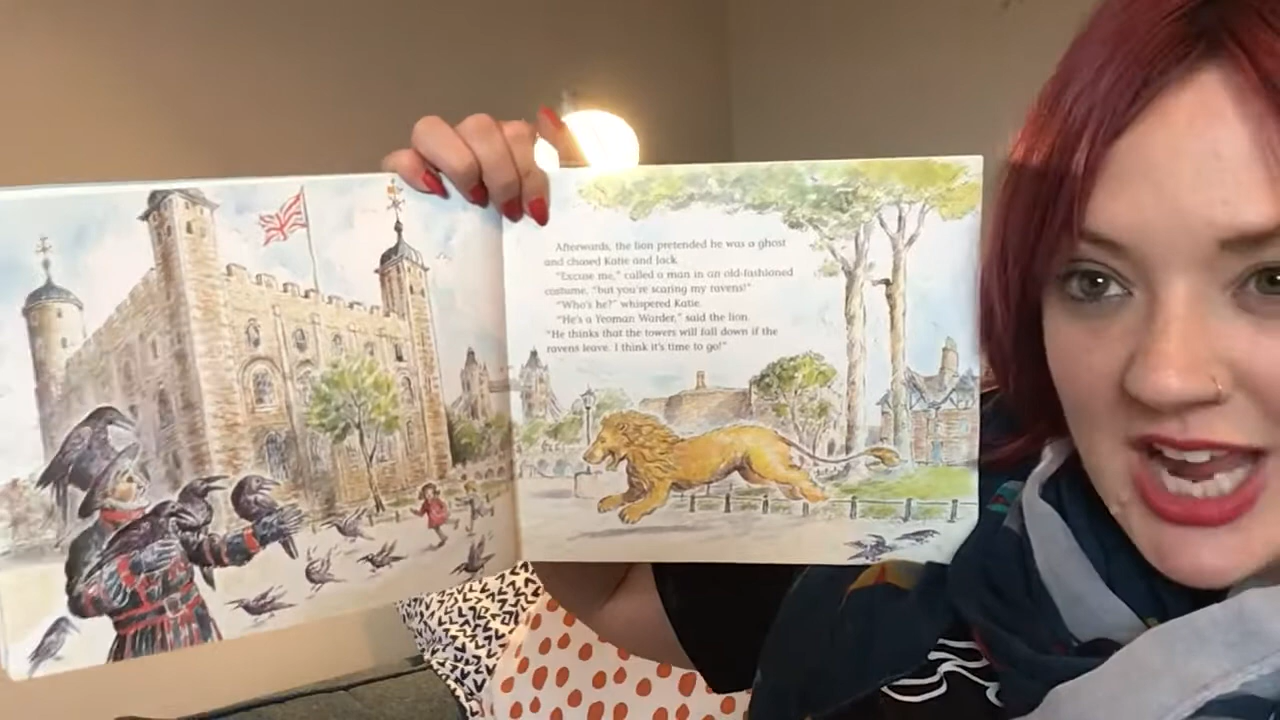 Afterwards, the lion pretended he was a ghost
and chased Katie and Jack.
"Excuse me," called a man in an old-fashioned
costume, "but you're scaring my ravens!"
"Who's he?" whispered Katie.
"He's a Yeoman Warder," said the lion.
"He thinks that the towers will fall down if the
ravens leave. I think it's time to go!"